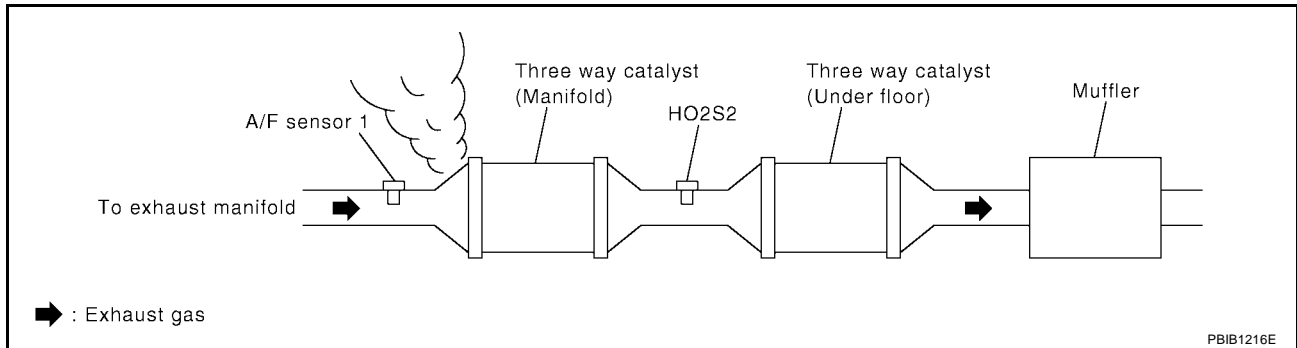 Three way catalyst
(Manifold)
Three way catalyst
(Under floor)
Muffler
A/F sensor 1
HO2S2
To exhaust manifold
: Exhaust gas
PBIB1216E